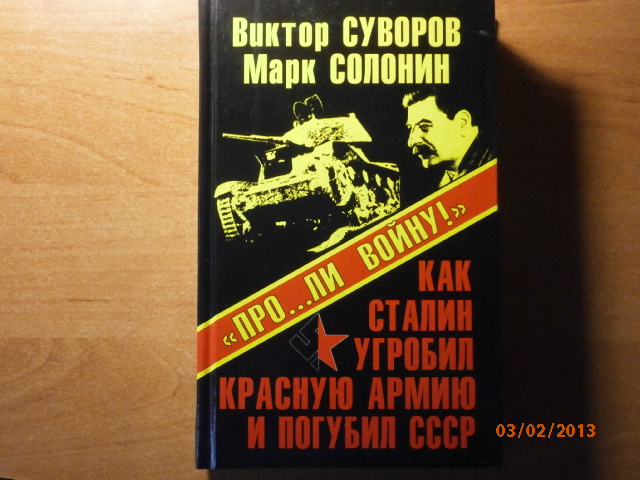 Виктор СУВОРОВ
Марк СОЛОНИН
«ПРО...ЛИ ВОЙНУ!»
КАК
СТАЛИН
УГРОБИЛ
КРАСНУЮ АРМИЮ
И ПОГУБИЛ СССР
03/02/2013